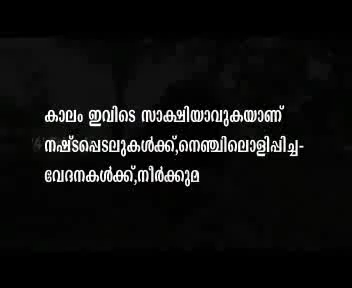 കാലം ഇവിടെ സാക്ഷിയാവുകയാണ്
നഷ്ടപ്പെടലുകൾക്ക്,നെഞ്ചിലൊളിപ്പിച്ച-
വേദനകൾക്ക്,നീർക്കുമ